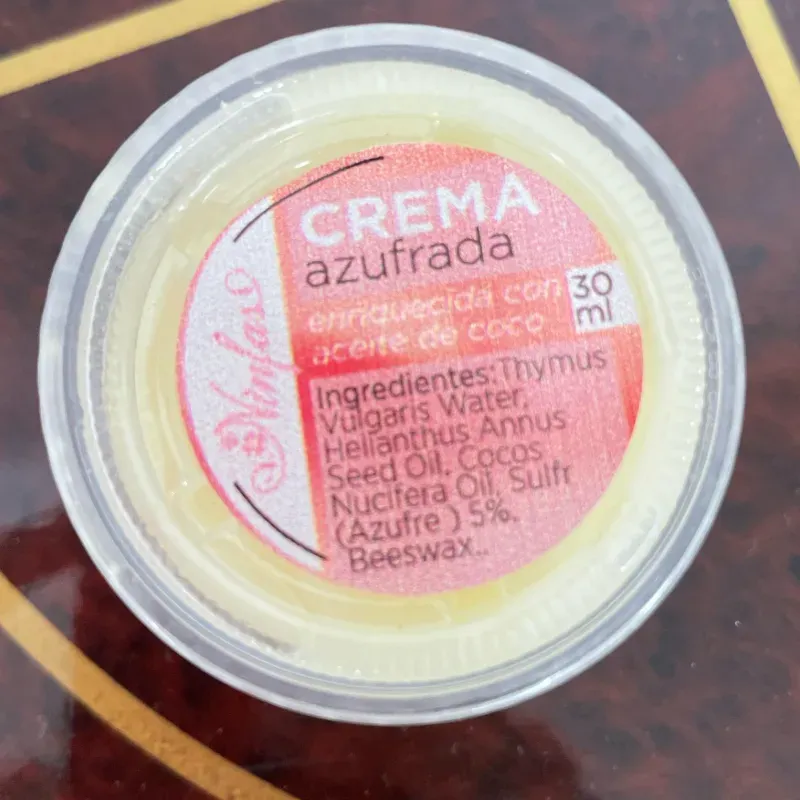 CREMA
azufrada
enriquecida con
aceite de coco
30
ml
Ninfas
Ingredientes:Thymus
Vulgaris Water,
Helianthus Annus
Seed Oil, Cocos
Nucifera Oil, Sulfr
(Azufre ) 5%.
Beeswax..